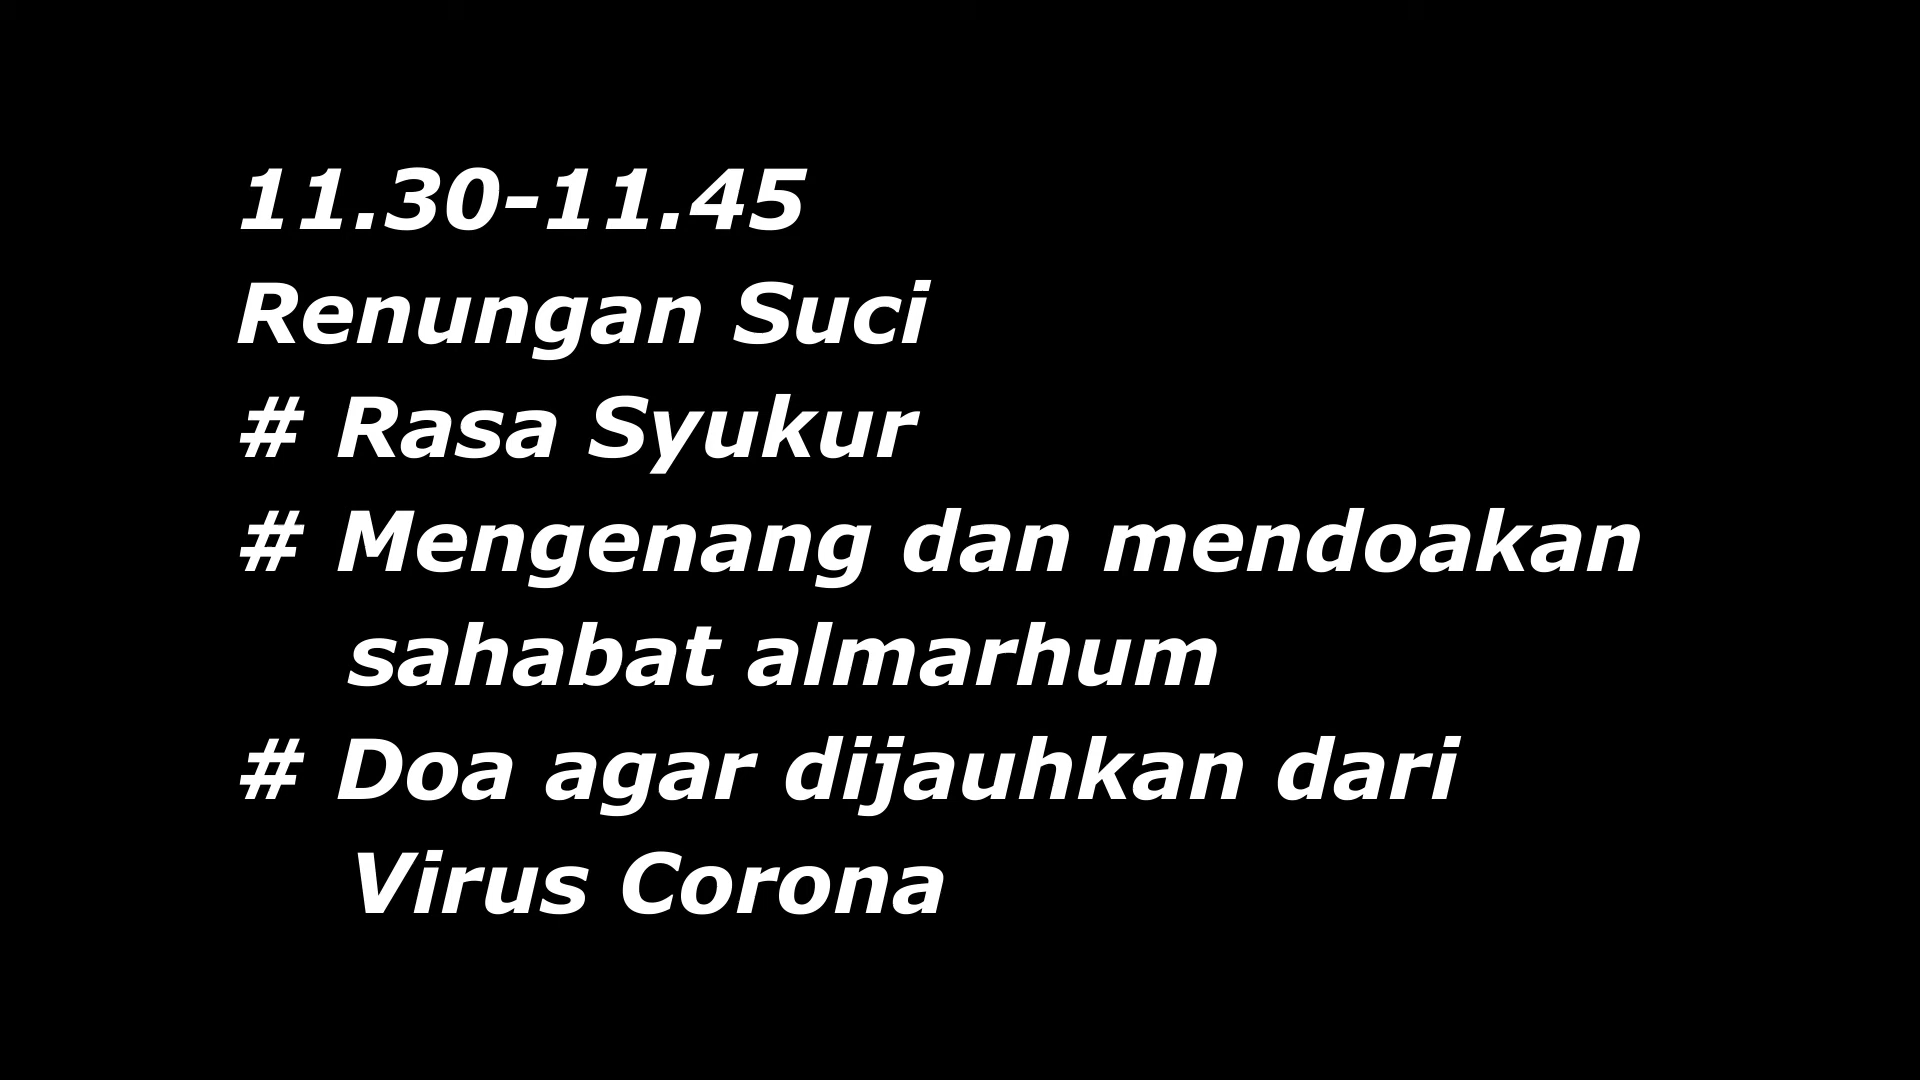 11.30-11.45
Renungan Suci
# Rasa Syukur
# Mengenang dan mendoakan
sahabat almarhum
# Doa agar dijauhkan dari
Virus Corona